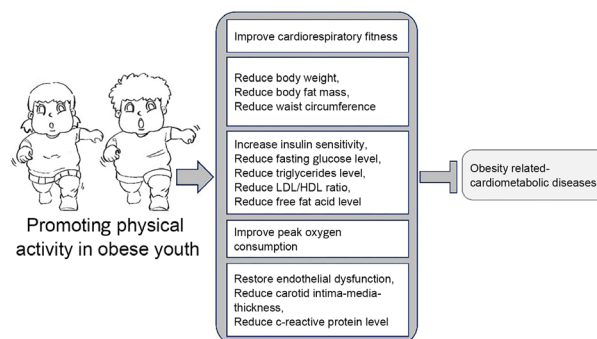 Promoting physical
activity in obese youth
Improve cardiorespiratory fitness
Reduce body weight,
Reduce body fat mass,
Reduce waist circumference
Increase insulin sensitivity,
Reduce fasting glucose level,
Reduce triglycerides level,
Reduce LDL/HDL ratio,
Reduce free fat acid level
Improve peak oxygen
consumption
Restore endothelial dysfunction,
Reduce carotid intima-media-
thickness,
Reduce c-reactive protein level
Obesity related-
cardiometabolic diseases